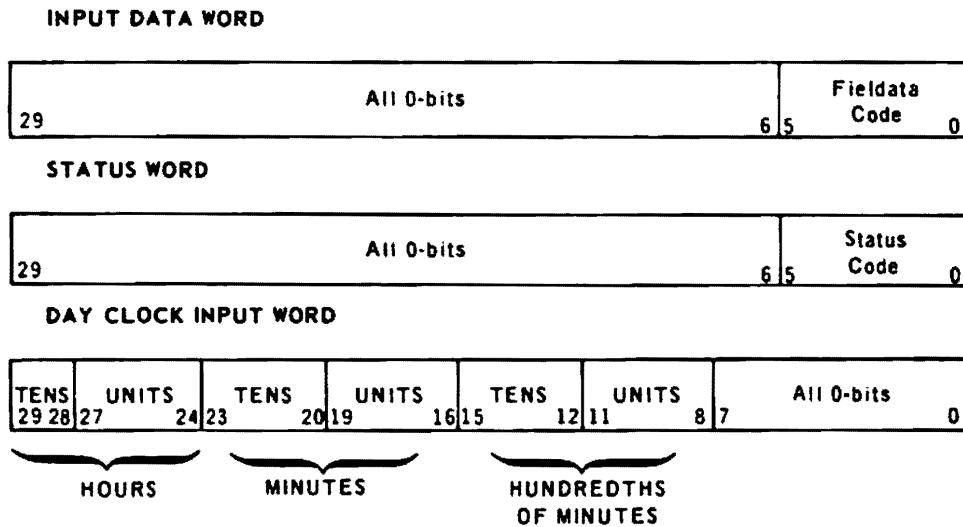 INPUT DATA WORD
All 0-bits
Fieldata
Code
29 6 5 0
STATUS WORD
All 0-bits
Status
Code
29 6 5 0
DAY CLOCK INPUT WORD
TENS UNITS TENS UNITS TENS UNITS All 0-bits
29 28 27 24 23 20 19 16 15 12 11 8 7 0
HOURS MINUTES HUNDREDTHS
OF MINUTES